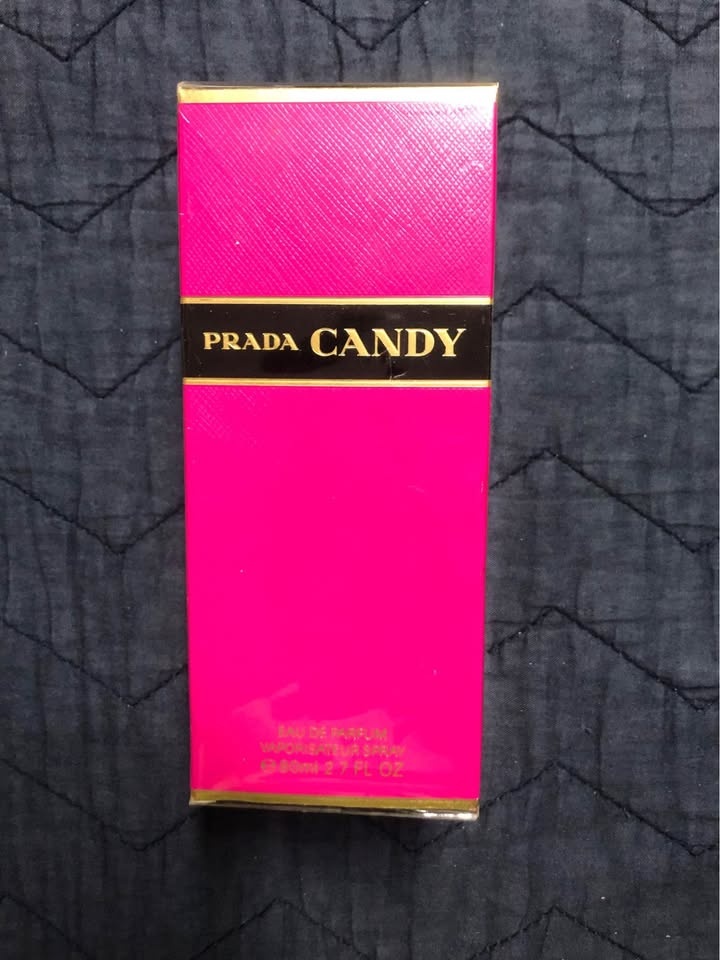 PRADA CANDY
EAU DE PARFUM
VAPORISATEUR SPRAY
℮ 80ml 2.7 FL OZ